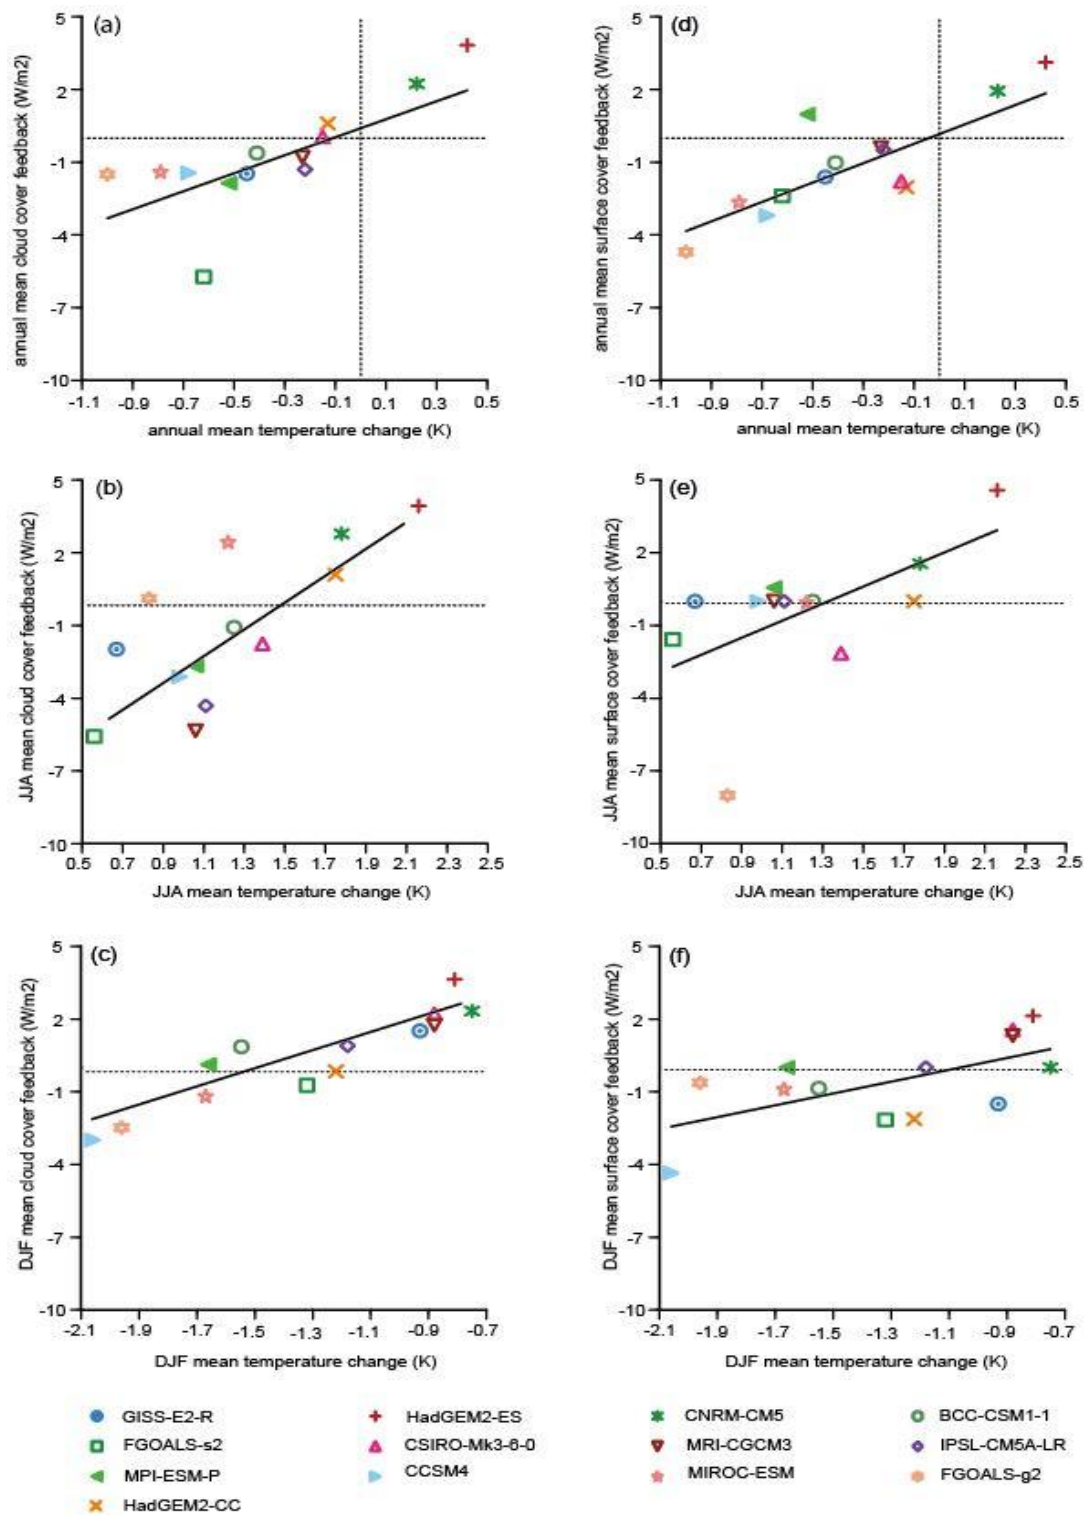 (a)
annual mean cloud cover feedback (W/m2)
5
2
-1
-4
-7
-10
-1.1 -0.9 -0.7 -0.5 -0.3 -0.1 0.1 0.3 0.5
annual mean temperature change (K)
(d)
annual mean surface cover feedback (W/m2)
5
2
-1
-4
-7
-10
-1.1 -0.9 -0.7 -0.5 -0.3 -0.1 0.1 0.3 0.5
annual mean temperature change (K)
(b)
JJA mean cloud cover feedback (W/m2)
5
2
-1
-4
-7
-10
0.5 0.7 0.9 1.1 1.3 1.5 1.7 1.9 2.1 2.3 2.5
JJA mean temperature change (K)
(e)
JJA mean surface cover feedback (W/m2)
5
2
-1
-4
-7
-10
0.5 0.7 0.9 1.1 1.3 1.5 1.7 1.9 2.1 2.3 2.5
JJA mean temperature change (K)
(c)
DJF mean cloud cover feedback (W/m2)
5
2
-1
-4
-7
-10
-2.1 -1.9 -1.7 -1.5 -1.3 -1.1 -0.9 -0.7
DJF mean temperature change (K)
(f)
DJF mean surface cover feedback (W/m2)
5
2
-1
-4
-7
-10
-2.1 -1.9 -1.7 -1.5 -1.3 -1.1 -0.9 -0.7
DJF mean temperature change (K)
GISS-E2-R HadGEM2-ES CNRM-CM5 BCC-CSM1-1
FGOALS-s2 CSIRO-Mk3-6-0 MRI-CGCM3 IPSL-CM5A-LR
MPI-ESM-P CCSM4 MIROC-ESM FGOALS-g2
HadGEM2-CC